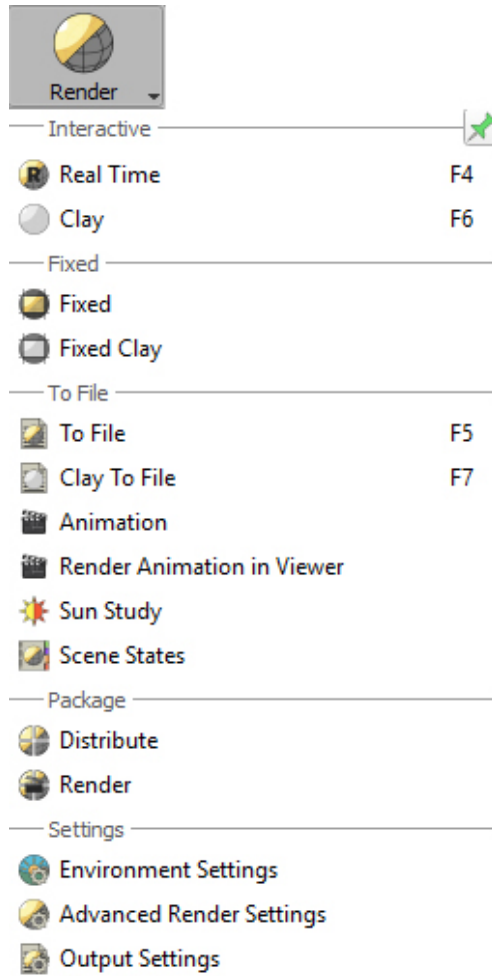 Render
Interactive
Real Time F4
Clay F6
Fixed
Fixed
Fixed Clay
To File
To File F5
Clay To File F7
Animation
Render Animation in Viewer
Sun Study
Scene States
Package
Distribute
Render
Settings
Environment Settings
Advanced Render Settings
Output Settings